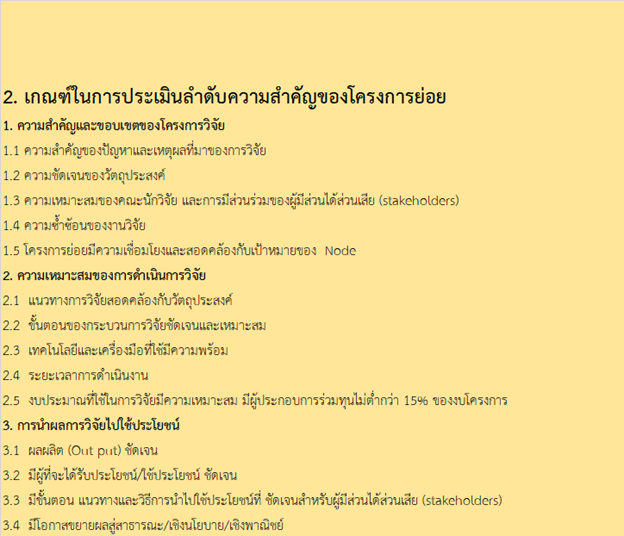 2. เกณฑ์ในการประเมินลำดับความสำคัญของโครงการย่อย
1. ความสำคัญและขอบเขตของโครงการวิจัย
1.1 ความสำคัญของปัญหาและเหตุผลที่มาของการวิจัย
1.2 ความชัดเจนของวัตถุประสงค์
1.3 ความเหมาะสมของคณะนักวิจัย และการมีส่วนร่วมของผู้มีส่วนได้ส่วนเสีย (stakeholders)
1.4 ความซ้ำซ้อนของงานวิจัย
1.5 โครงการย่อยมีความเชื่อมโยงและสอดคล้องกับเป้าหมายของ Node
2. ความเหมาะสมของการดำเนินการวิจัย
2.1 แนวทางการวิจัยสอดคล้องกับวัตถุประสงค์
2.2 ขั้นตอนของกระบวนการวิจัยชัดเจนและเหมาะสม
2.3 เทคโนโลยีและเครื่องมือที่ใช้มีความพร้อม
2.4 ระยะเวลาการดำเนินงาน
2.5 งบประมาณที่ใช้ในการวิจัยมีความเหมาะสม มีผู้ประกอบการร่วมทุนไม่ต่ำกว่า 15% ของงบโครงการ
3. การนำผลการวิจัยไปใช้ประโยชน์
3.1 ผลผลิต (Out put) ชัดเจน
3.2 มีผู้ที่จะได้รับประโยชน์/ใช้ประโยชน์ ชัดเจน
3.3 มีขั้นตอน แนวทางและวิธีการนำไปใช้ประโยชน์ที่ ชัดเจนสำหรับผู้มีส่วนได้ส่วนเสีย (stakeholders)
3.4 มีโอกาสขยายผลสู่สาธารณะ/เชิงนโยบาย/เชิงพาณิชย์